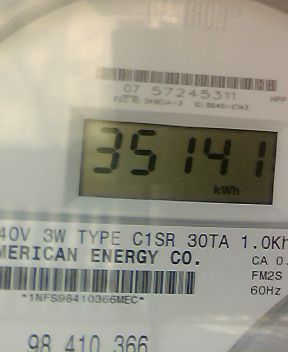 CENTRON
07 57245311
35141
kWh
40V 3W TYPE C1SR 30TA 1.0Kh
MERICAN ENERGY CO.
CA 0.
FM2S
*1NFS98410366MEC*
60Hz
98 410 366